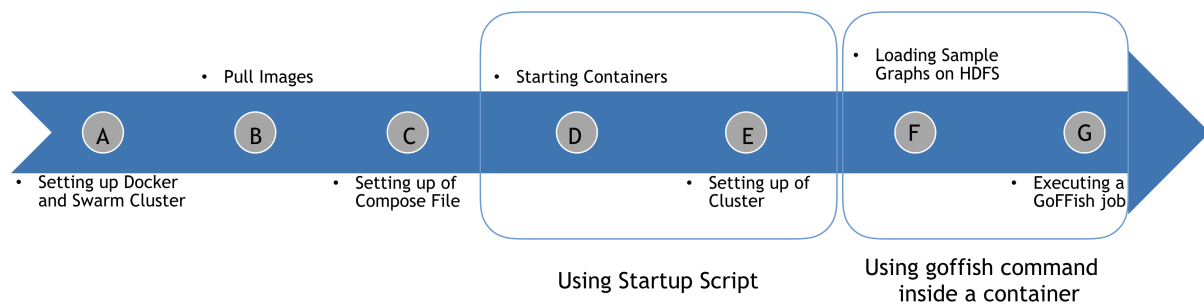 • Loading Sample
Graphs on HDFS
• Pull Images
• Starting Containers
A
B
C
D
E
F
G
• Setting up Docker
and Swarm Cluster
• Setting up of
Compose File
• Setting up of
Cluster
• Executing a
GoFFish job
Using Startup Script
Using goffish command
inside a container